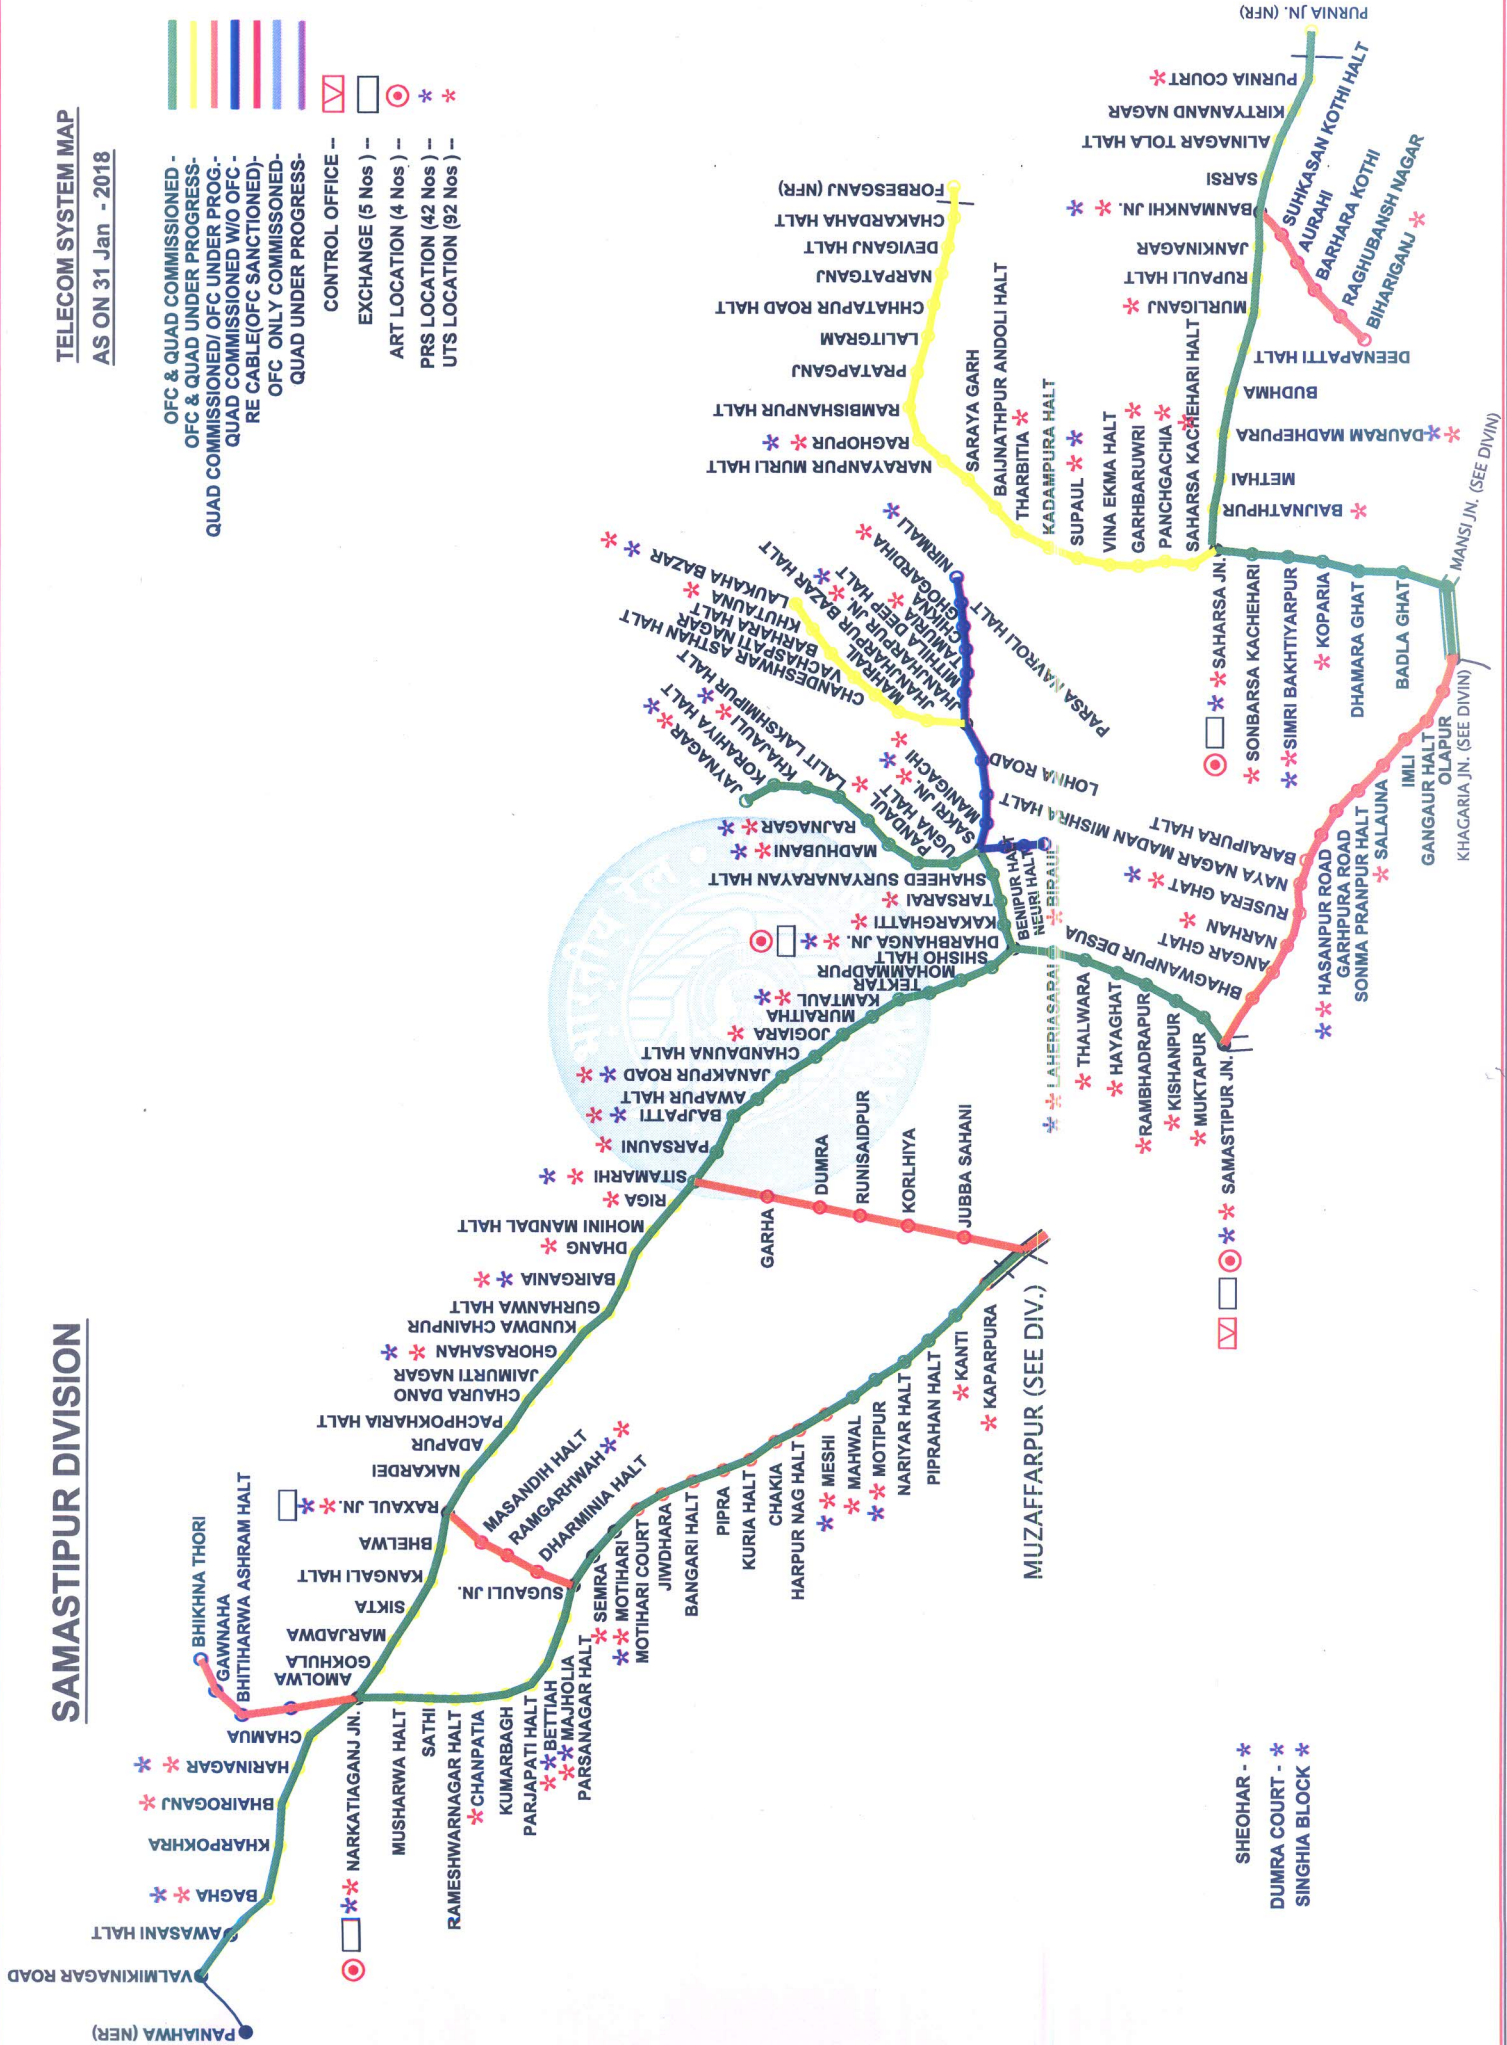 SAMASTIPUR DIVISION
TELECOM SYSTEM MAP
AS ON 31 Jan - 2018
OFC & QUAD COMMISSIONED -
OFC & QUAD UNDER PROGRESS-
QUAD COMMISSIONED/ OFC UNDER PROG.-
QUAD COMMISSIONED W/O OFC -
RE CABLE(OFC SANCTIONED)-
OFC ONLY COMMISSONED-
QUAD UNDER PROGRESS-
CONTROL OFFICE --
EXCHANGE (5 Nos ) --
ART LOCATION (4 Nos ) --
PRS LOCATION (42 Nos ) -- *
UTS LOCATION (92 Nos ) -- *
PANIAHWA (NER)
VALMIKINAGAR ROAD
AWASANI HALT
BAGHA * *
KHARPOKHRA
BHAIROGANJ *
HARINAGAR * *
CHAMUA
BHIKHNA THORI
GAWNAHA
BHITIHARWA ASHRAM HALT
AMOLWA
GOKHULA
MARJADWA
SIKTA
KANGALI HALT
BHELWA
RAXAUL JN. * *
NAKARDEI
ADAPUR
PACHPOKHARIA HALT
CHAURA DANO
JAIMURTI NAGAR
GHORASAHAN * *
KUNDWA CHAINPUR
GURHANWA HALT
BAIRGANIA * *
DHANG *
MOHINI MANDAL HALT
RIGA *
SITAMARHI * *
PARSAUNI *
BAJPATTI * *
AWAPUR HALT
JANAKPUR ROAD * *
CHANDAUNA HALT
JOGIARA *
MURAITHA
KAMTAUL * *
TEKTAR
MOHAMMADPUR
SHISHO HALT
DHARBHANGA JN. * *
KAKARGHATTI *
TARSARAI *
SHAHEED SURYANARAYAN HALT
MADHUBANI * *
RAJNAGAR * *
** NARKATIAGANJ JN.
MUSHARWA HALT
SATHI
RAMESHWARNAGAR HALT
* CHANPATIA
KUMARBAGH
PARJAPATI HALT
* * BETTIAH
* * MAJHOLIA
PARSANAGAR HALT
SUGAULI JN.
MASANDIH HALT
RAMGARHWAH * *
DHARMINIA HALT
* SEMRA
* * MOTIHARI
MOTIHARI COURT
JIWDHARA
BANGARI HALT
PIPRA
KURIA HALT
CHAKIA
HARPUR NAG HALT
* * MESHI
* MAHWAL
* * MOTIPUR
NARIYAR HALT
PIPRAHAN HALT
* KANTI
* KAPARPURA
MUZAFFARPUR (SEE DIV.)
GARHA
DUMRA
RUNISAIDPUR
KORLHIYA
JUBBA SAHANI
JAYNAGAR * *
KORAHIYA HALT
KHAJAULI * *
LALIT LAKSHMIPUR HALT
PANDAUL *
UGNA HALT
SAKRI JN. * *
MANIGACHI *
LOHNA ROAD
CHANDESHWAR ASTHAN HALT
VACHASPATI NAGAR
BARHARA HALT
KHUTAUNA *
LAUKAHA BAZAR * *
MAHRAIL
JHANJHARPUR BAZAR HALT
JHANJHARPUR JN. * *
MITHILA DEEP HALT
TAMURIA *
CHIKNA
GHOGARDIHA *
NIRMALI *
PARSA NAVROLI HALT
BENIPUR HALT
NEURI HALT
* BIRAUL
* * LAHERIASARAI
* THALWARA
* HAYAGHAT
* RAMBHADRAPUR
* KISHANPUR
* MUKTAPUR
* * SAMASTIPUR JN.
BHAGWANPUR DESUA
ANGAR GHAT
NARHAN *
RUSERA GHAT * *
NAYA NAGAR MADAN MISHRA HALT
BARAIPURA HALT
* * HASANPUR ROAD
GARHPURA ROAD
SONMA PRANPUR HALT
* SALAUNA
IMLI
GANGAUR HALT
OLAPUR
KHAGARIA JN. (SEE DIVIN)
MANSI JN. (SEE DIVIN)
BADLA GHAT
DHAMARA GHAT
* KOPARIA
* * SIMRI BAKHTIYARPUR
* SONBARSA KACHEHARI
* * SAHARSA JN.
SAHARSA KACHEHARI HALT *
PANCHGACHIA *
GARHBARUWRI *
VINA EKMA HALT
SUPAUL * *
KADAMPURA HALT
THARBITIA *
BAIJNATHPUR ANDOLI HALT
SARAYA GARH
NARAYANPUR MURLI HALT
RAGHOPUR * *
RAMBISHANPUR HALT
PRATAPGANJ
LALITGRAM
CHHATAPUR ROAD HALT
NARPATGANJ
DEVIGANJ HALT
CHAKARDAHA HALT
FORBESGANJ (NFR)
BAIJNATHPUR *
METHAI
DAURAM MADHEPURA * *
BUDHMA
DEENAPATTI HALT
MURLIGANJ *
RUPAULI HALT
JANKINAGAR
BANMANKHI JN. * *
SARSI
ALINAGAR TOLA HALT
KIRTYANAND NAGAR
PURNIA COURT *
PURNIA JN. (NFR)
SUHKASAN KOTHI HALT
AURAHI
BARHARA KOTHI
RAGHUBANSH NAGAR
BIHARIGANJ *
SHEOHAR - *
DUMRA COURT - *
SINGHIA BLOCK *
भारतीय रेल